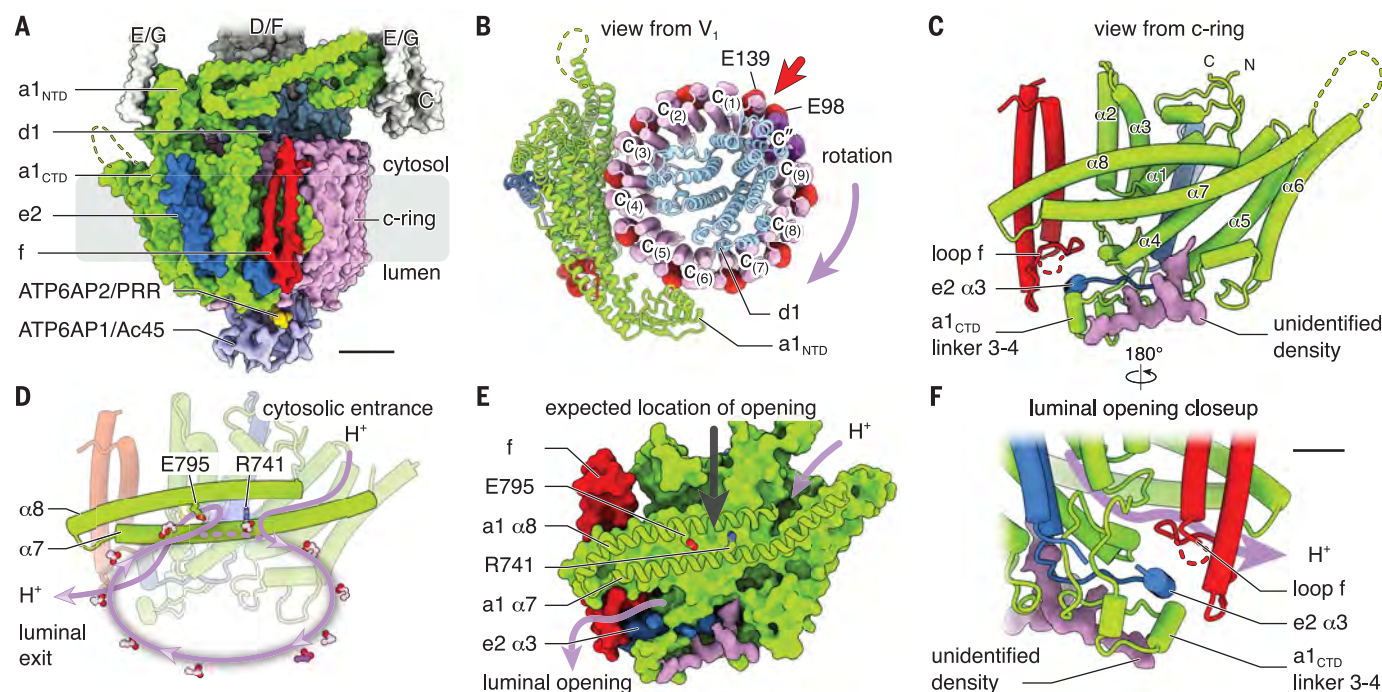 A
E/G
D/F
E/G
a1NTD
C
d1
cytosol
a1CTD
e2
c-ring
f
lumen
ATP6AP2/PRR
ATP6AP1/Ac45
B
view from V1
E139
E98
C(1)
C(2)
C″
C(3)
rotation
C(9)
C(4)
C(8)
C(5)
C(7)
C(6)
d1
a1NTD
C
view from c-ring
C N
α2
α3
α8
α1
α7
α6
α5
α4
loop f
e2 α3
a1CTD
linker 3-4
unidentified
density
180°
D
cytosolic entrance
H+
E795
R741
α8
α7
H+
luminal
exit
E
expected location of opening
f
H+
E795
a1 α8
R741
a1 α7
e2 α3
luminal opening
F
luminal opening closeup
H+
loop f
e2 α3
unidentified
density
a1CTD
linker 3-4